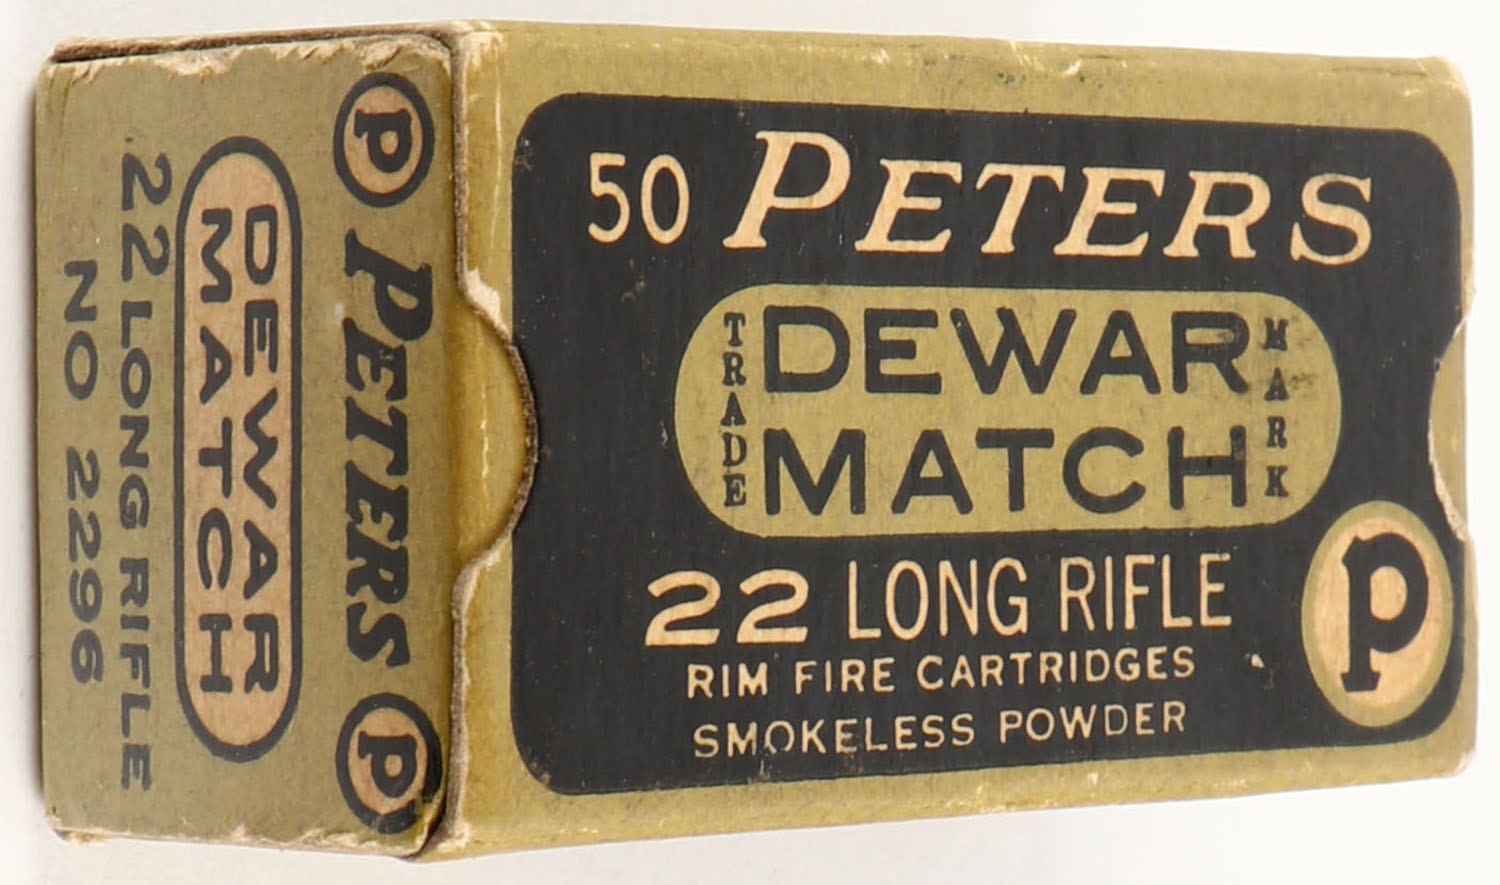 50 PETERS
TRADE DEWAR MARK
MATCH
22 LONG RIFLE
RIM FIRE CARTRIDGES
SMOKELESS POWDER
P
P PETERS P
DEWAR
MATCH
22 LONG RIFLE
NO 2296